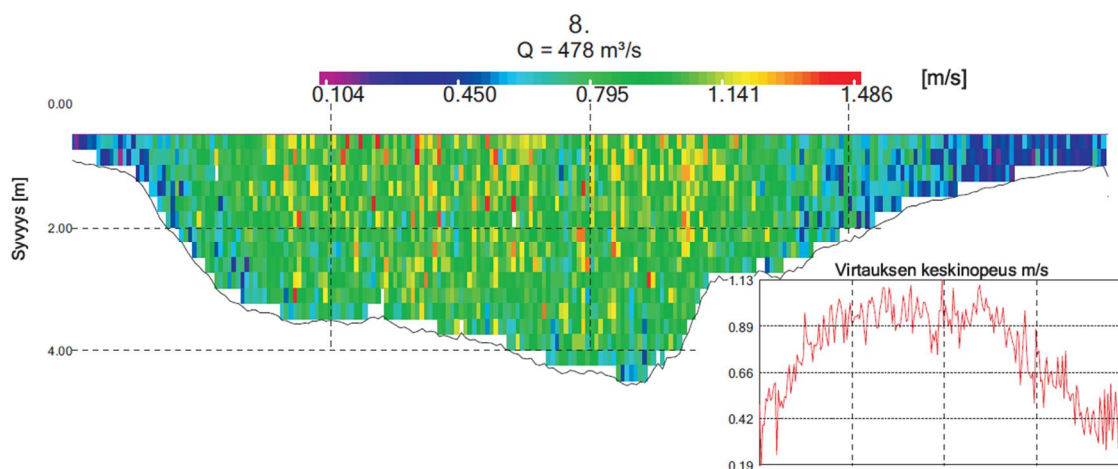 8.
Q = 478 m³/s
[m/s]
0.104 0.450 0.795 1.141 1.486
0.00
Syvyys [m]
2.00
4.00
Virtauksen keskinopeus m/s
1.13
0.89
0.66
0.42
0.19